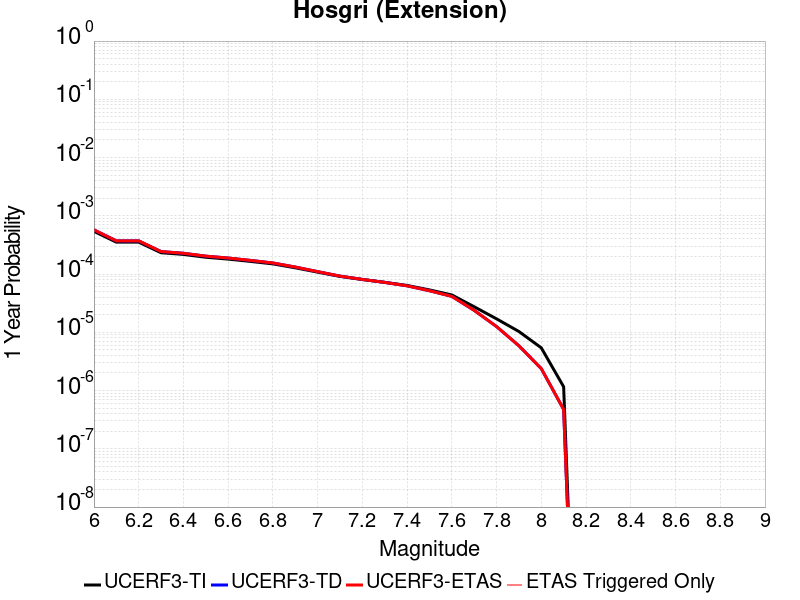 Hosgri (Extension)
10 0
10 -1
10 -2
10 -3
10 -4
10 -5
10 -6
10 -7
10 -8
1 Year Probability
6 6.2 6.4 6.6 6.8 7 7.2 7.4 7.6 7.8 8 8.2 8.4 8.6 8.8 9
Magnitude
UCERF3-TI UCERF3-TD UCERF3-ETAS ETAS Triggered Only